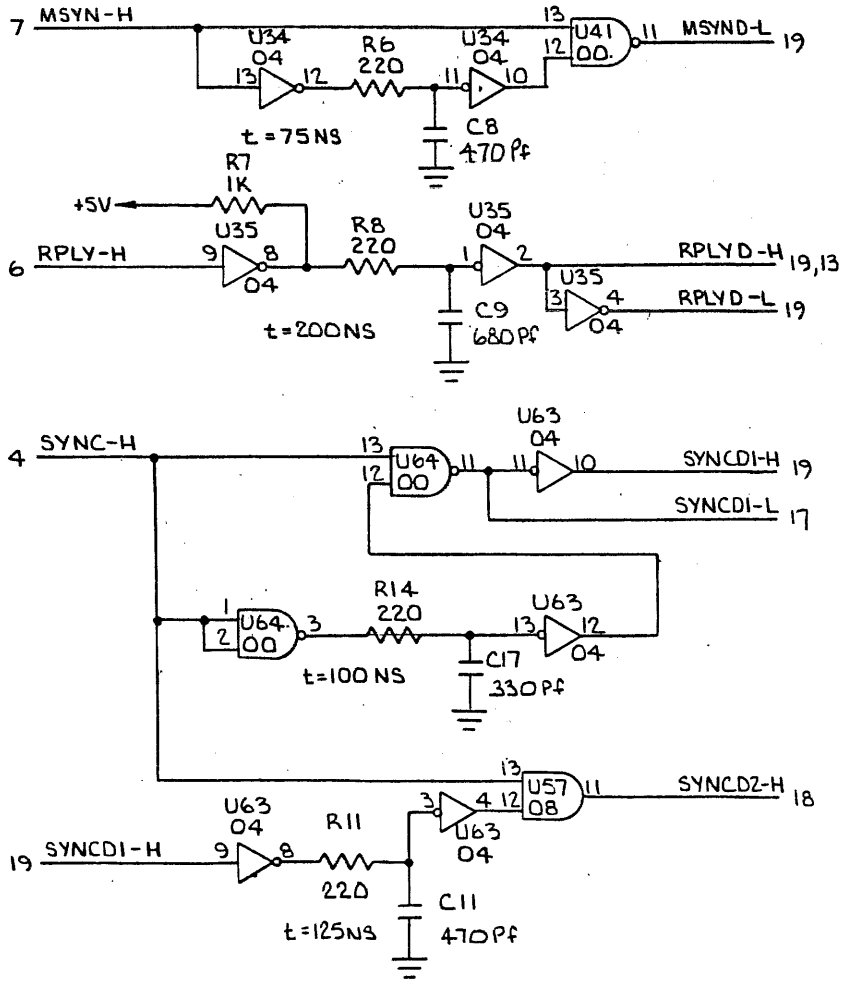 7 MSYN-H
U34
04
13 12
R6
220
U34
04
11 10
13
12
U41
00
11 MSYND-L 19
C8
470Pf
t = 75NS
R7
1K
+5V
6 RPLY-H
U35
9 8
04
R8
220
U35
04
1 2
RPLYD-H 19,13
U35
3 4
04
RPLYD-L 19
C9
680Pf
t=200NS
4 SYNC-H
13
12
U64
00
11
U63
04
11 10
SYNCD1-H 19
SYNCD1-L 17
1
2
U64
00
3
R14
220
U63
13 12
04
C17
330Pf
t=100NS
13
12
U57
08
11 SYNCD2-H 18
19 SYNCD1-H
U63
04
9 8
R11
220
3 4
U63
04
C11
470Pf
t=125NS